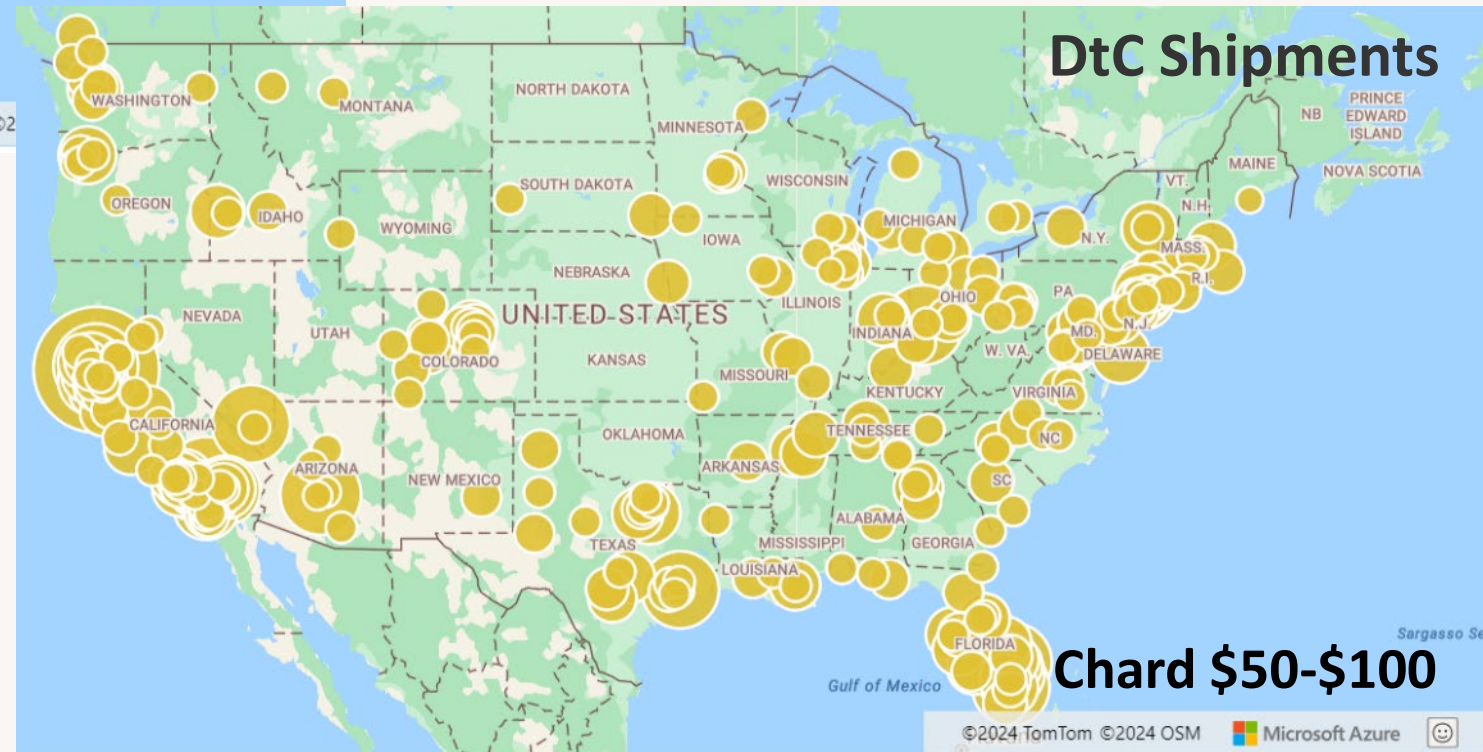 DtC Shipments
WASHINGTON
MONTANA
NORTH DAKOTA
MINNESOTA
PRINCE
EDWARD
ISLAND
NB
©2
MAINE
NOVA SCOTIA
VT.
N.H.
OREGON
IDAHO
SOUTH DAKOTA
WISCONSIN
WYOMING
MICHIGAN
N.Y.
MASS.
IOWA
R.I.
NEBRASKA
ILLINOIS
OHIO
PA
NEVADA
UNITED STATES
UTAH
INDIANA
MD.
N.J.
W. VA.
DELAWARE
COLORADO
KANSAS
MISSOURI
KENTUCKY
VIRGINIA
CALIFORNIA
OKLAHOMA
TENNESSEE
NC
ARIZONA
NEW MEXICO
ARKANSAS
SC
ALABAMA
TEXAS
MISSISSIPPI
GEORGIA
LOUISIANA
FLORIDA
Sargasso Se
Gulf of Mexico
Chard $50-$100
©2024 TomTom ©2024 OSM
Microsoft Azure